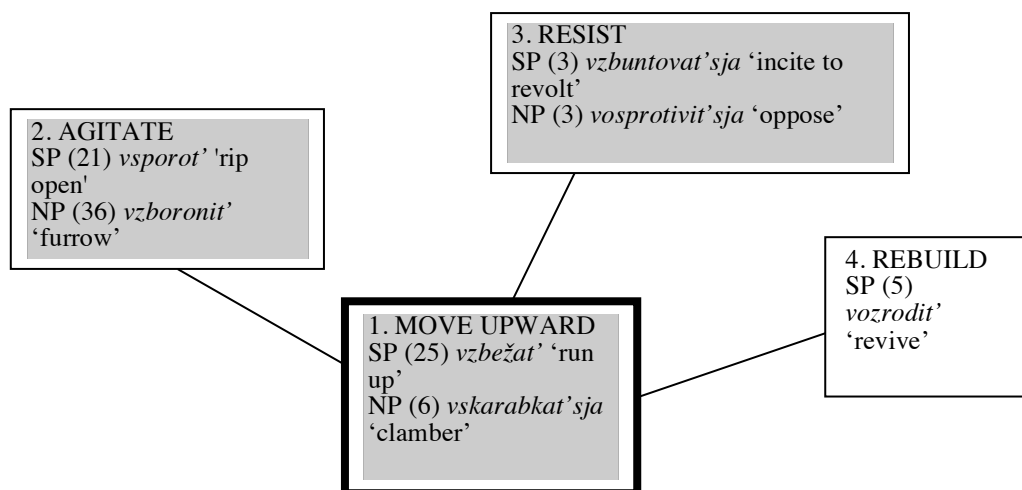 3. RESIST
SP (3) vzbuntovat’sja ‘incite to
revolt’
NP (3) vosprotivit’sja ‘oppose’
2. AGITATE
SP (21) vsporot’ 'rip
open'
NP (36) vzboronit’
‘furrow’
4. REBUILD
SP (5)
vozrodit’
‘revive’
1. MOVE UPWARD
SP (25) vzbežat’ ‘run
up’
NP (6) vskarabkat’sja
‘clamber’